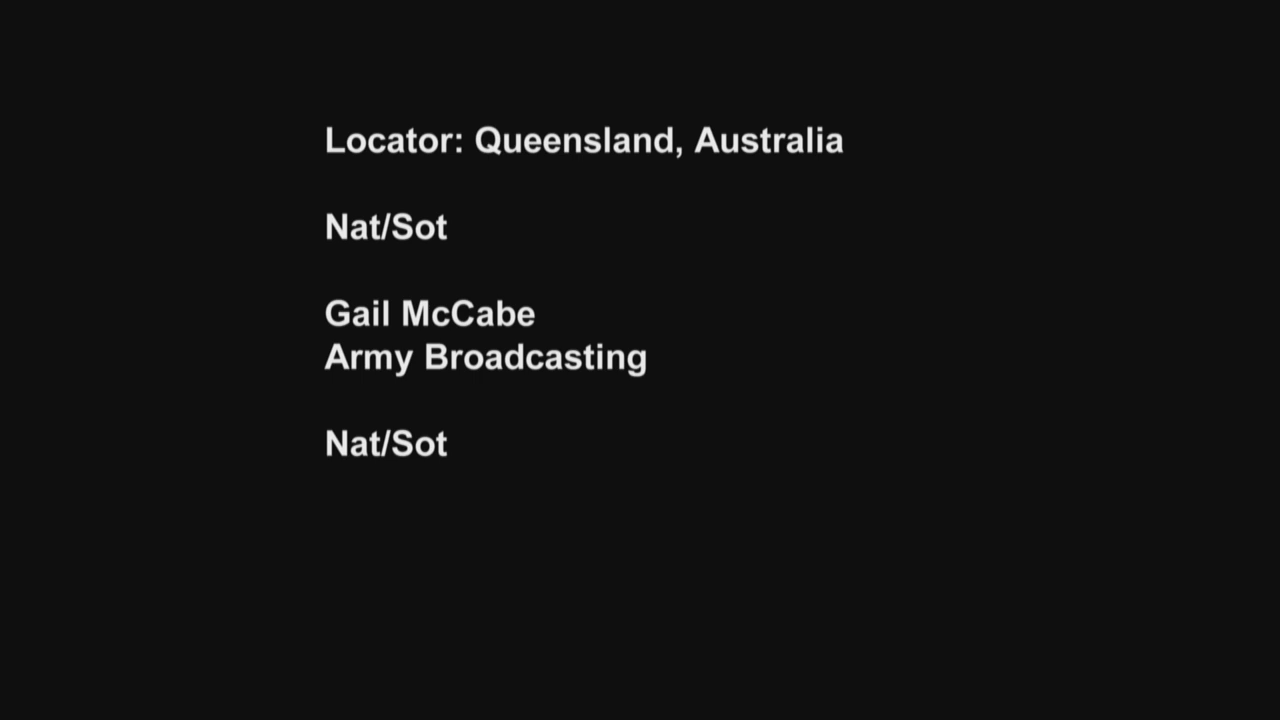 Locator: Queensland, Australia
Nat/Sot
Gail McCabe
Army Broadcasting
Nat/Sot